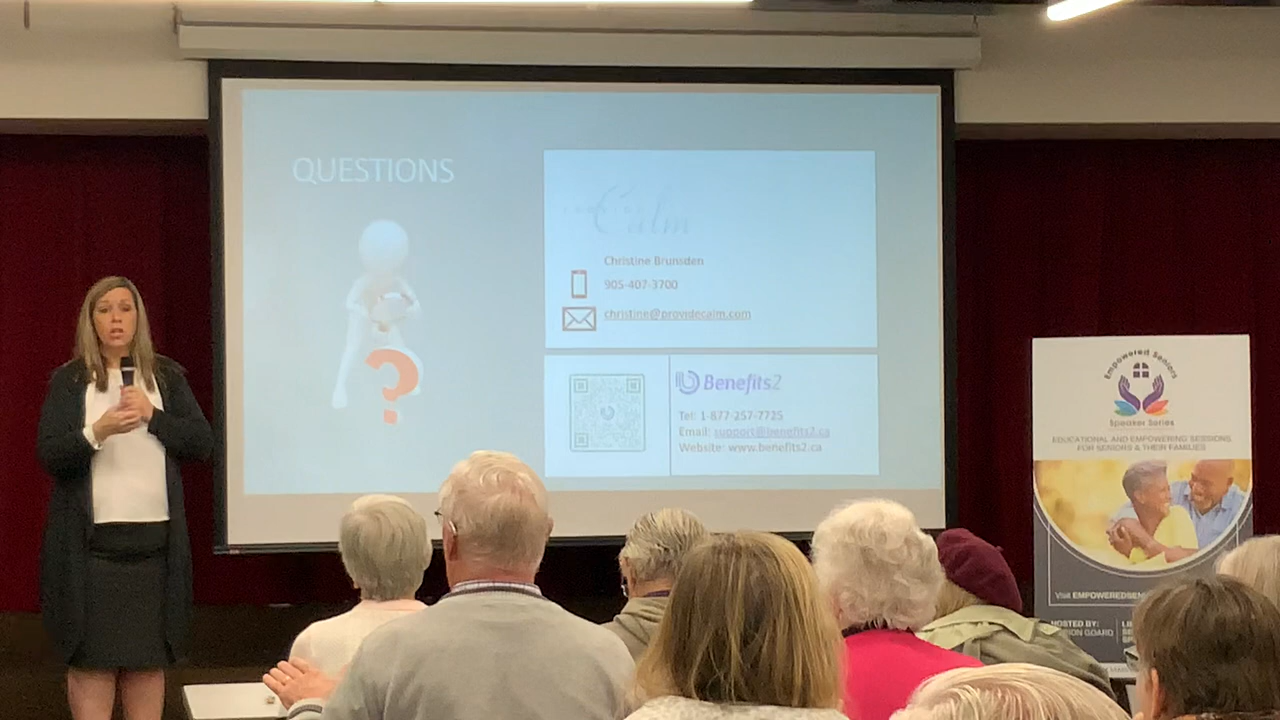 QUESTIONS
Calm
Christine Brunsden
905-407-3700
christine@providecalm.com
Benefits2
Tel: 1-877-257-7725
Email: support@benefits2.ca
Website: www.benefits2.ca
Empowered Seniors
Speaker Series
EDUCATIONAL AND EMPOWERING SESSIONS
FOR SENIORS & THEIR FAMILIES
Visit EMPOWEREDSEN
HOSTED BY: